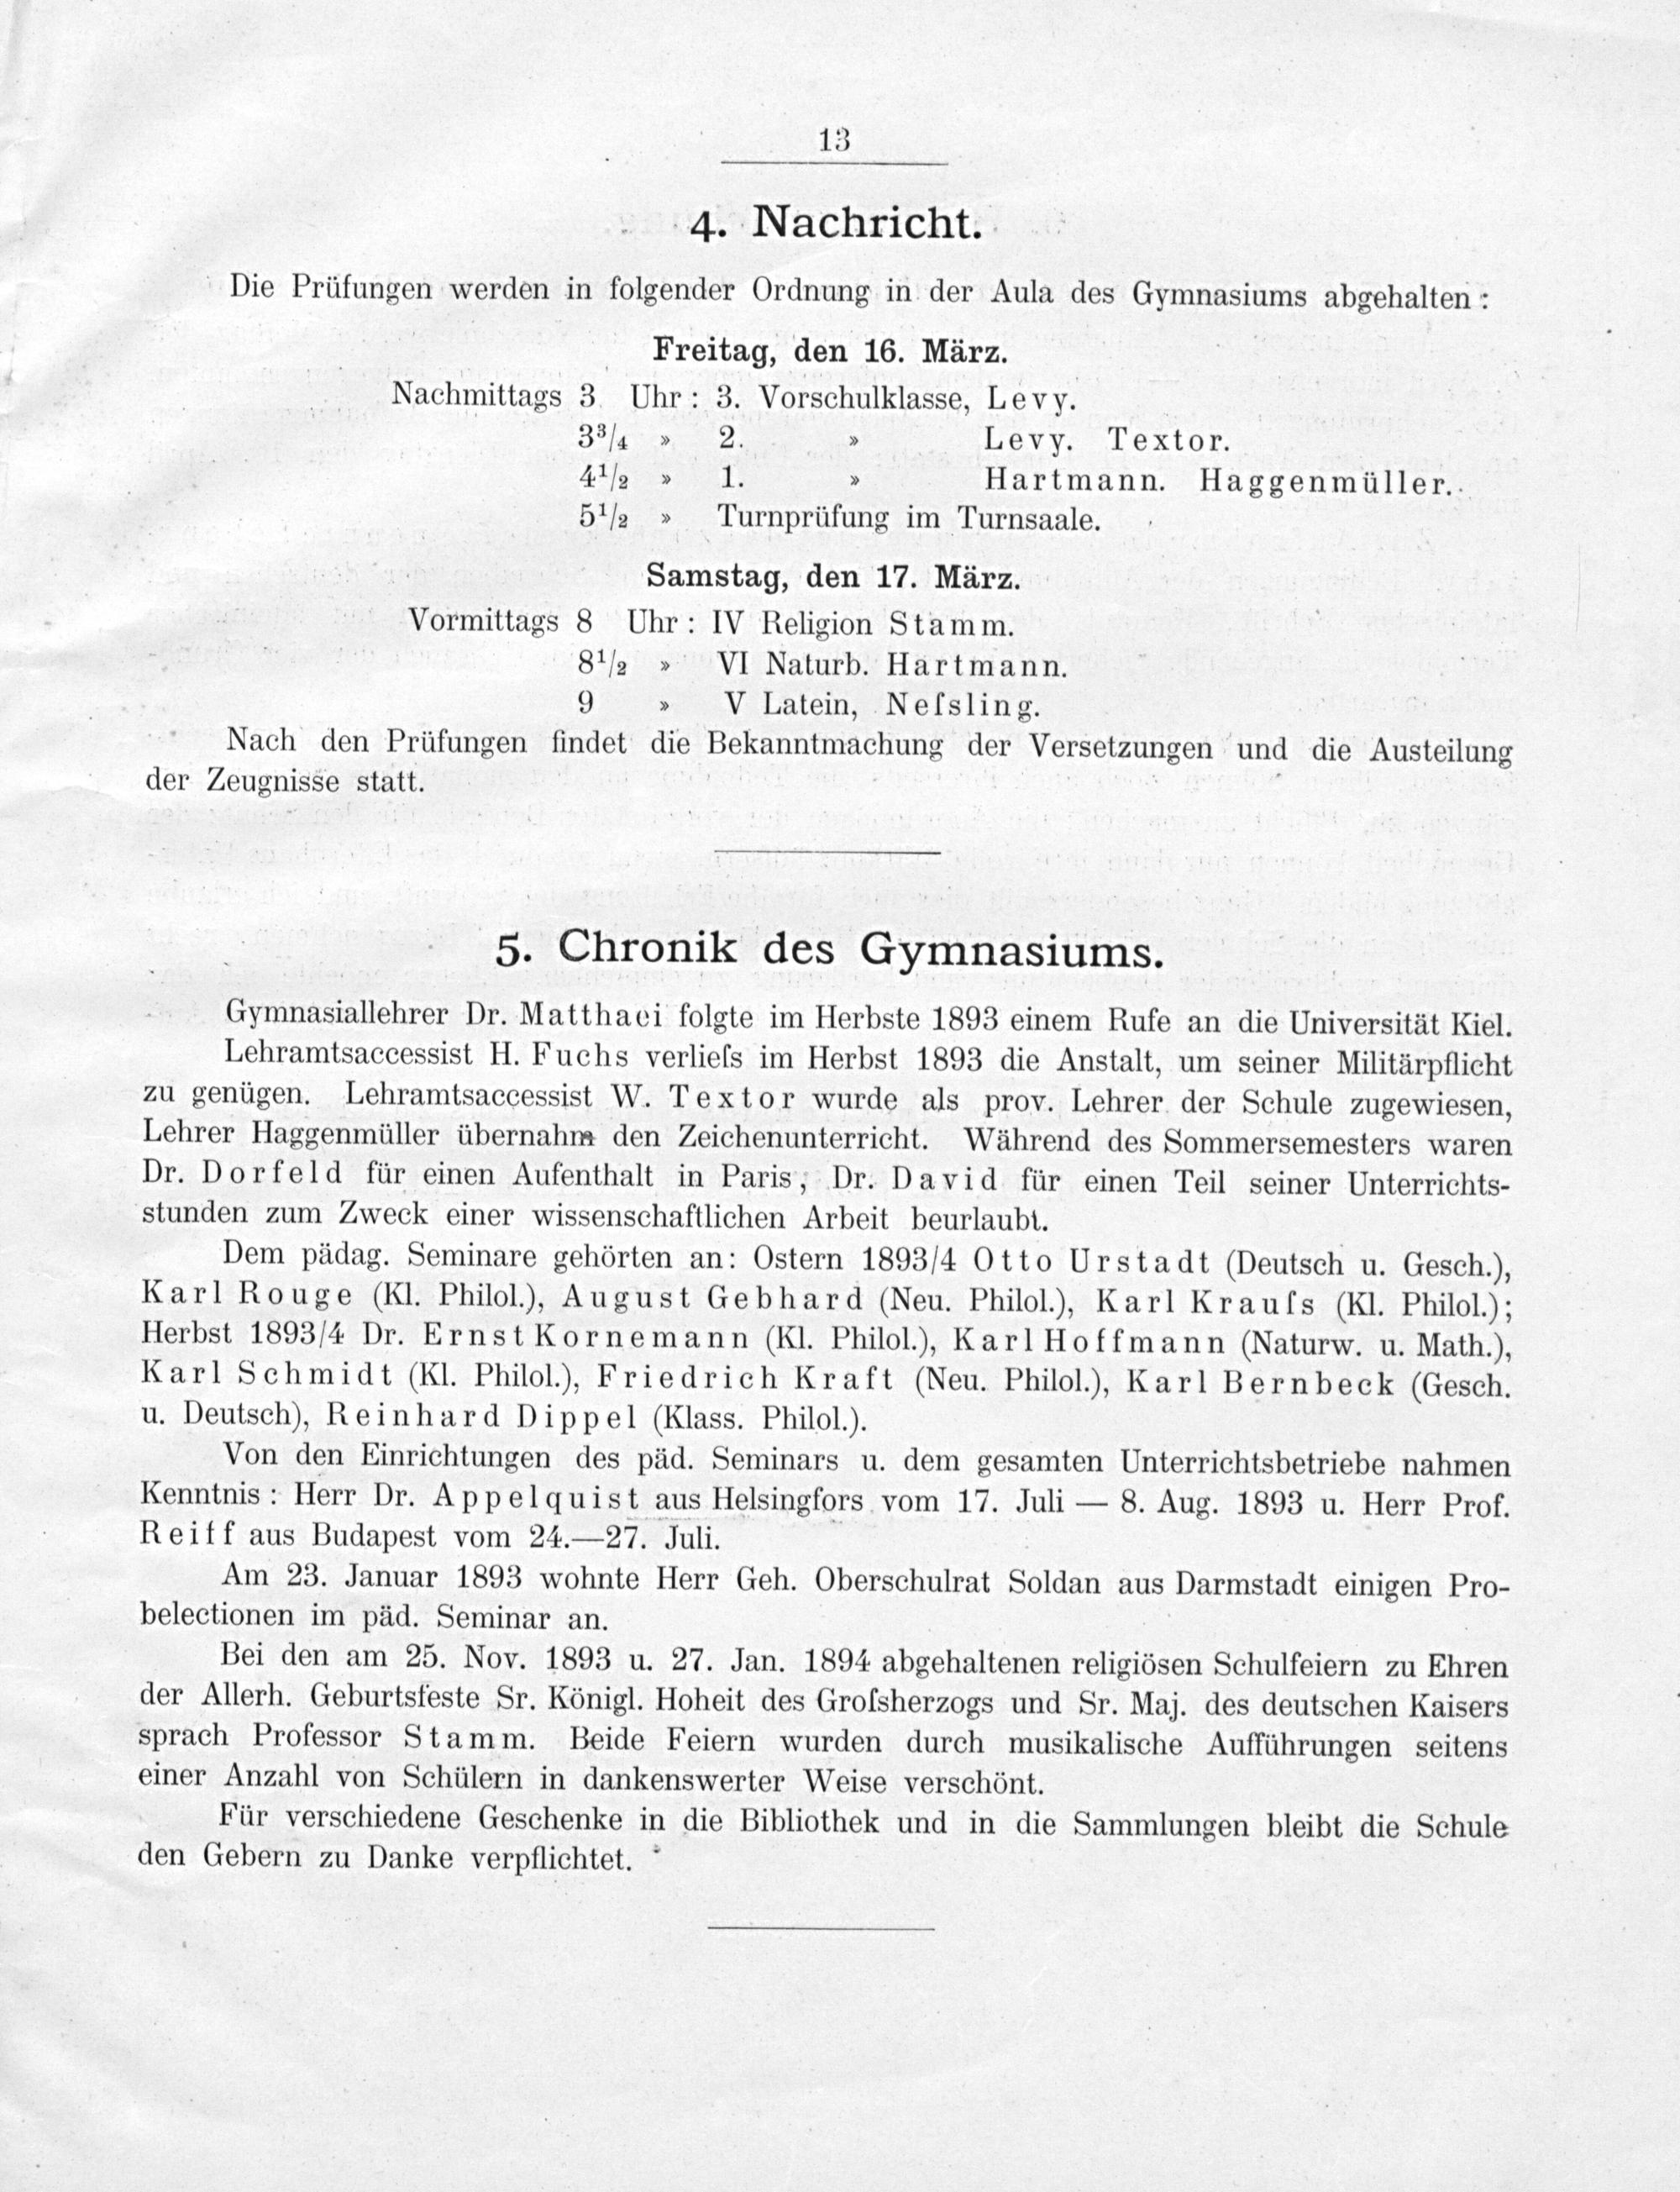 13
4. Nachricht.
Die Prüfungen werden in folgender Ordnung in der Aula des Gymnasiums abgehalten :
Freitag, den 16. März.
Nachmittags 3 Uhr : 3. Vorschulklasse, Levy.
3³/₄ » 2. » Levy. Textor.
4¹/₂ » 1. » Hartmann. Haggenmüller.
5¹/₂ » Turnprüfung im Turnsaale.
Samstag, den 17. März.
Vormittags 8 Uhr : IV Religion Stamm.
8¹/₂ » VI Naturb. Hartmann.
9 » V Latein, Neſsling.
Nach den Prüfungen findet die Bekanntmachung der Versetzungen und die Austeilung
der Zeugnisse statt.
5. Chronik des Gymnasiums.
Gymnasiallehrer Dr. Matthaei folgte im Herbste 1893 einem Rufe an die Universität Kiel.
Lehramtsaccessist H. Fuchs verlieſs im Herbst 1893 die Anstalt, um seiner Militärpflicht
zu genügen. Lehramtsaccessist W. Textor wurde als prov. Lehrer der Schule zugewiesen,
Lehrer Haggenmüller übernahm den Zeichenunterricht. Während des Sommersemesters waren
Dr. Dorfeld für einen Aufenthalt in Paris, Dr. David für einen Teil seiner Unterrichts-
stunden zum Zweck einer wissenschaftlichen Arbeit beurlaubt.
Dem pädag. Seminare gehörten an: Ostern 1893/4 Otto Urstadt (Deutsch u. Gesch.),
Karl Rouge (Kl. Philol.), August Gebhard (Neu. Philol.), Karl Krauſs (Kl. Philol.);
Herbst 1893/4 Dr. Ernst Kornemann (Kl. Philol.), Karl Hoffmann (Naturw. u. Math.),
Karl Schmidt (Kl. Philol.), Friedrich Kraft (Neu. Philol.), Karl Bernbeck (Gesch.
u. Deutsch), Reinhard Dippel (Klass. Philol.).
Von den Einrichtungen des päd. Seminars u. dem gesamten Unterrichtsbetriebe nahmen
Kenntnis : Herr Dr. Appelquist aus Helsingfors vom 17. Juli — 8. Aug. 1893 u. Herr Prof.
Reiff aus Budapest vom 24.—27. Juli.
Am 23. Januar 1893 wohnte Herr Geh. Oberschulrat Soldan aus Darmstadt einigen Pro-
belectionen im päd. Seminar an.
Bei den am 25. Nov. 1893 u. 27. Jan. 1894 abgehaltenen religiösen Schulfeiern zu Ehren
der Allerh. Geburtsfeste Sr. Königl. Hoheit des Groſsherzogs und Sr. Maj. des deutschen Kaisers
sprach Professor Stamm. Beide Feiern wurden durch musikalische Aufführungen seitens
einer Anzahl von Schülern in dankenswerter Weise verschönt.
Für verschiedene Geschenke in die Bibliothek und in die Sammlungen bleibt die Schule
den Gebern zu Danke verpflichtet.